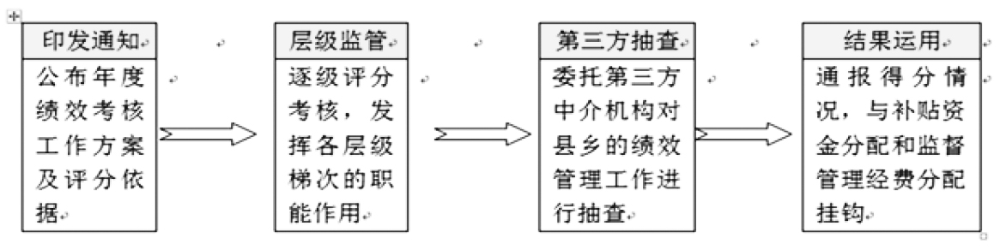 印发通知
公布年度
绩效考核
工作方案
及评分依
据
层级监管
逐级评分
考核，发
挥各层级
梯次的职
能作用
第三方抽查
委托第三方
中介机构对
县乡的绩效
管理工作进
行抽查
结果运用
通报得分情
况，与补贴资
金分配和监督
管理经费分配
挂钩